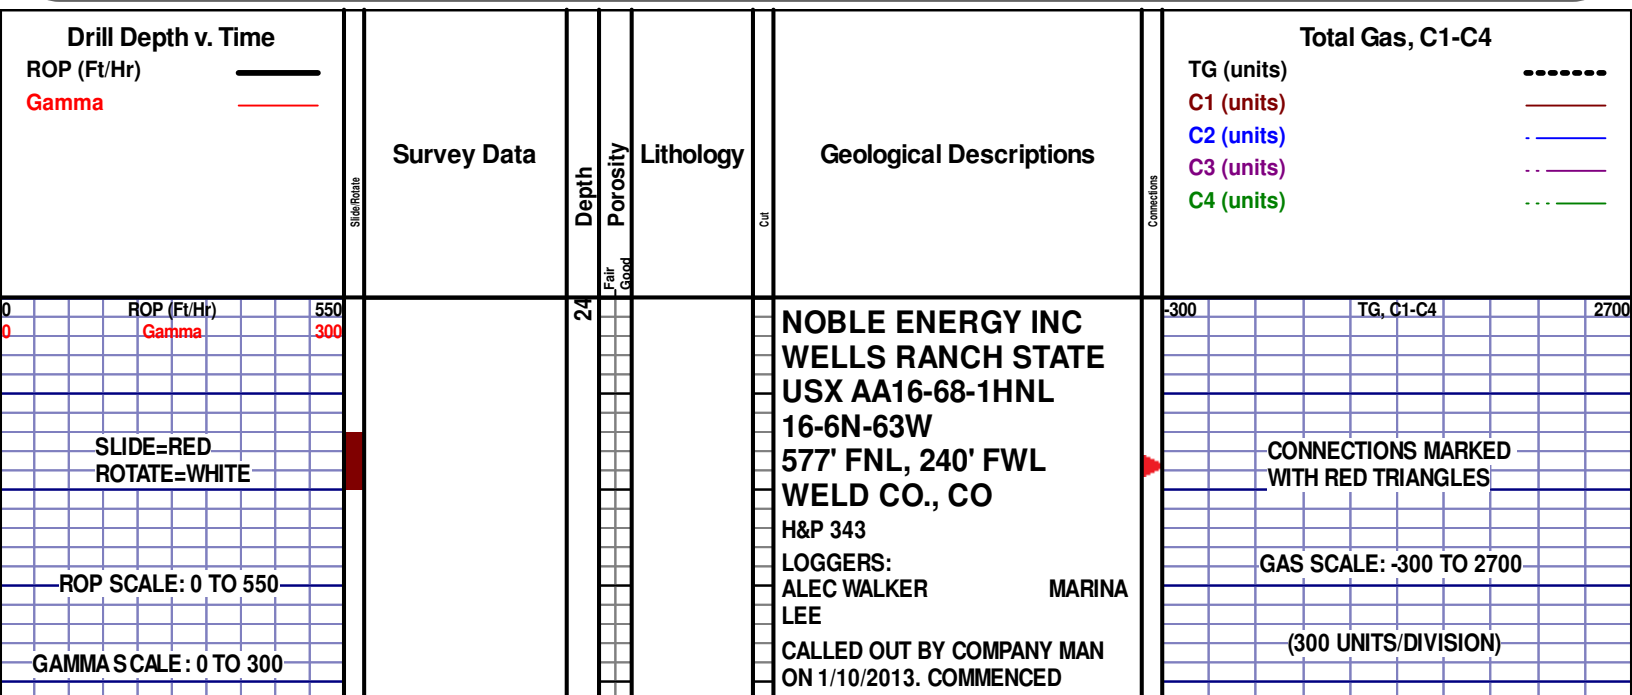 Drill Depth v. Time
ROP (Ft/Hr)
Gamma
Slide/Rotate
Survey Data
Depth
Porosity
Fair
Good
Lithology
Cut
Geological Descriptions
Connections
Total Gas, C1-C4
TG (units)
C1 (units)
C2 (units)
C3 (units)
C4 (units)
0 ROP (Ft/Hr) 550
0 Gamma 300
SLIDE=RED
ROTATE=WHITE
ROP SCALE: 0 TO 550
GAMMA SCALE: 0 TO 300
24
NOBLE ENERGY INC
WELLS RANCH STATE
USX AA16-68-1HNL
16-6N-63W
577' FNL, 240' FWL
WELD CO., CO
H&P 343
LOGGERS:
ALEC WALKER MARINA
LEE
CALLED OUT BY COMPANY MAN
ON 1/10/2013. COMMENCED
-300 TG, C1-C4 2700
CONNECTIONS MARKED
WITH RED TRIANGLES
GAS SCALE: -300 TO 2700
(300 UNITS/DIVISION)